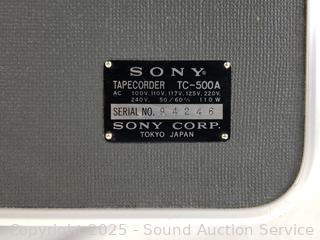 SONY®
TAPECORDER TC-500A
AC 100V. 110V. 117V. 125V. 220V.
240V. 50/60∿ 110W
SERIAL NO. 94246
SONY CORP.
TOKYO JAPAN
Copyright 2025 - Sound Auction Service